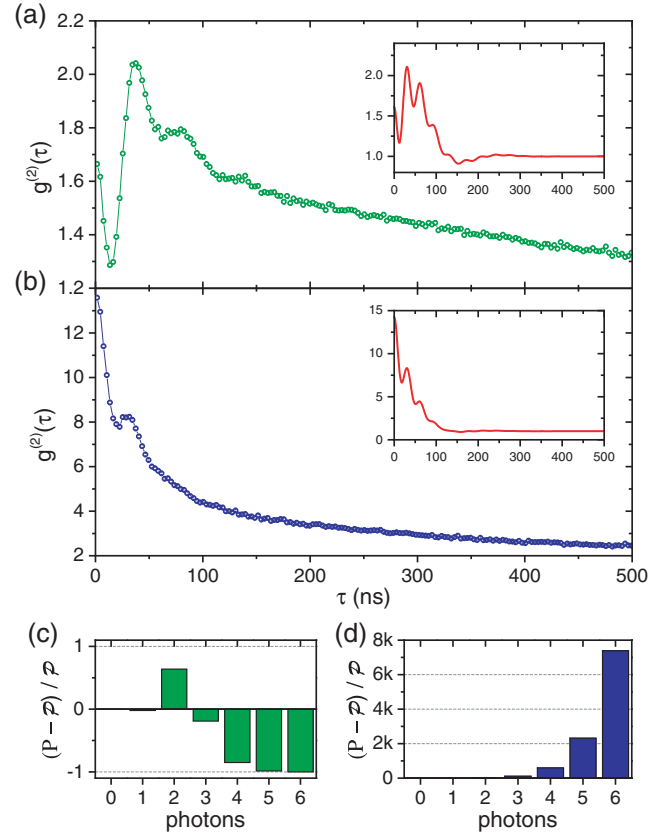 (a)
2.0
1.8
1.6
1.4
1.2
g⁽²⁾(τ)
2.0
1.5
1.0
0 100 200 300 400 500
(b)
12
10
8
6
4
2
g⁽²⁾(τ)
15
10
5
0
0 100 200 300 400 500
0 100 200 300 400 500
τ (ns)
(c)
1
0
-1
(P – 𝒫) / 𝒫
0 1 2 3 4 5 6
photons
(d)
8k
6k
4k
2k
0
(P – 𝒫) / 𝒫
0 1 2 3 4 5 6
photons